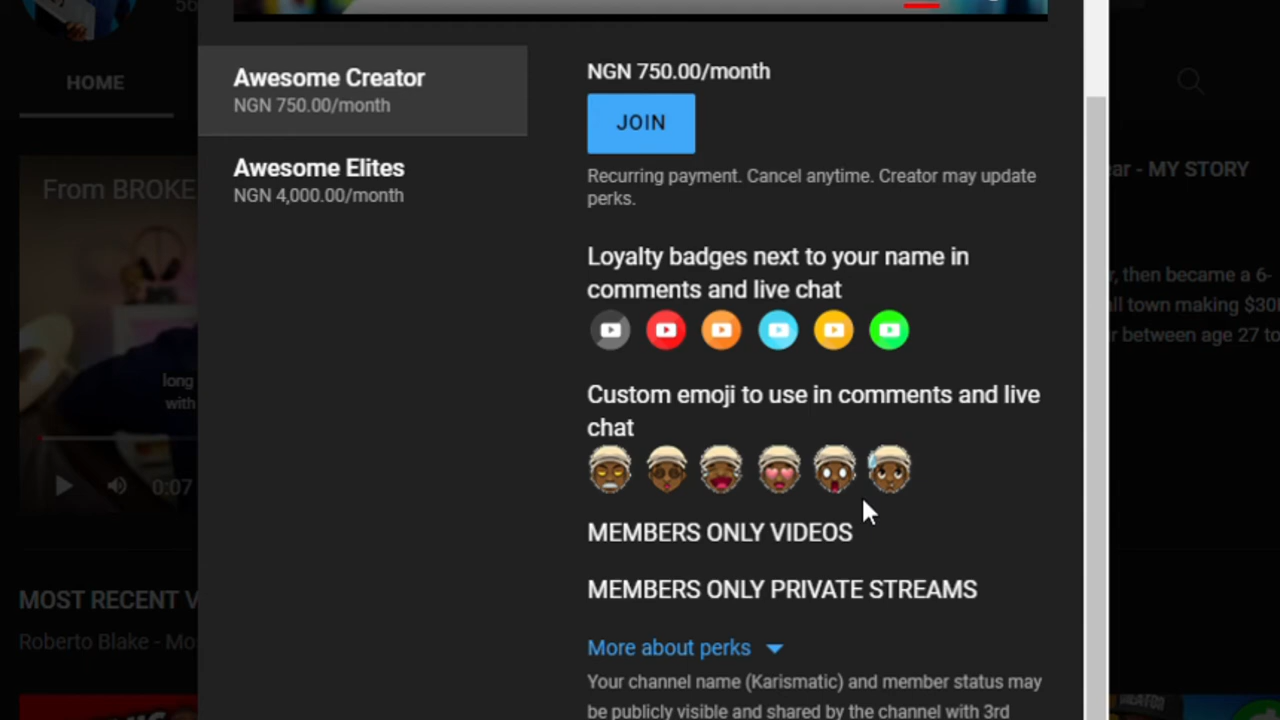 56
HOME
Awesome Creator
NGN 750.00/month
Awesome Elites
NGN 4,000.00/month
NGN 750.00/month
JOIN
Recurring payment. Cancel anytime. Creator may update
perks.
Loyalty badges next to your name in
comments and live chat
Custom emoji to use in comments and live
chat
MEMBERS ONLY VIDEOS
MEMBERS ONLY PRIVATE STREAMS
More about perks
Your channel name (Karismatic) and member status may
be publicly visible and shared by the channel with 3rd
From BROKE
long
with
0:07
ear - MY STORY
r, then became a 6-
all town making $30
r between age 27 to
MOST RECENT V
Roberto Blake - Mo